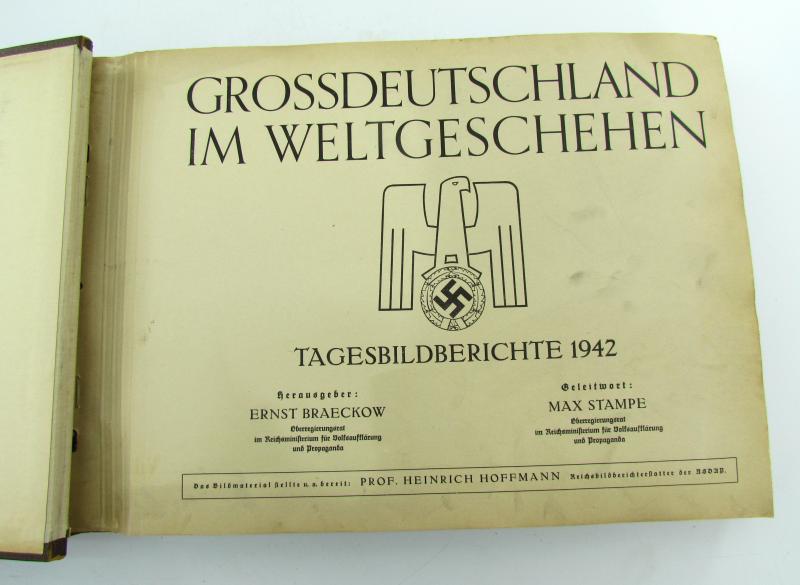 GROSSDEUTSCHLAND
IM WELTGESCHEHEN
TAGESBILDBERICHTE 1942
Herausgeber:
ERNST BRAECKOW
Oberregierungsrat
im Reichsministerium für Volksaufklärung
und Propaganda
Geleitwort:
MAX STAMPE
Oberregierungsrat
im Reichsministerium für Volksaufklärung
und Propaganda
Das Bildmaterial stellte u. a. bereit: PROF. HEINRICH HOFFMANN Reichsbildberichterstatter der NSDAP.